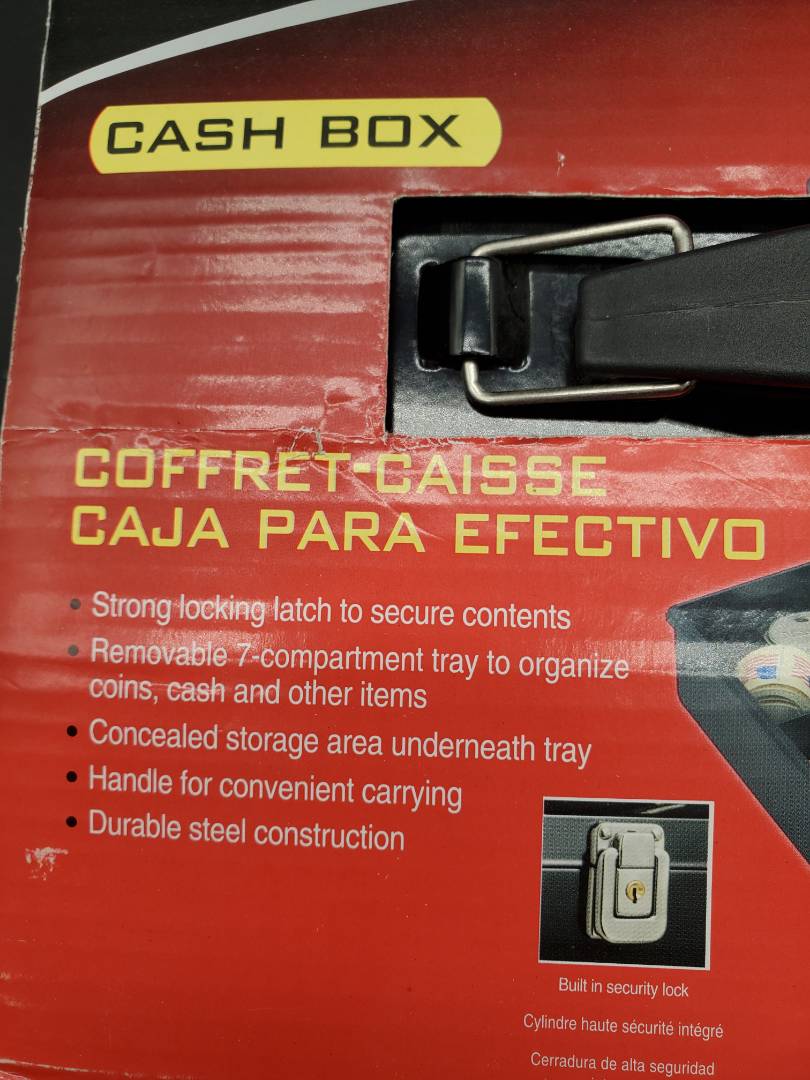 CASH BOX
COFFRET-CAISSE
CAJA PARA EFECTIVO
• Strong locking latch to secure contents
• Removable 7-compartment tray to organize
coins, cash and other items
• Concealed storage area underneath tray
• Handle for convenient carrying
• Durable steel construction
Built in security lock
Cylindre haute sécurité intégré
Cerradura de alta seguridad